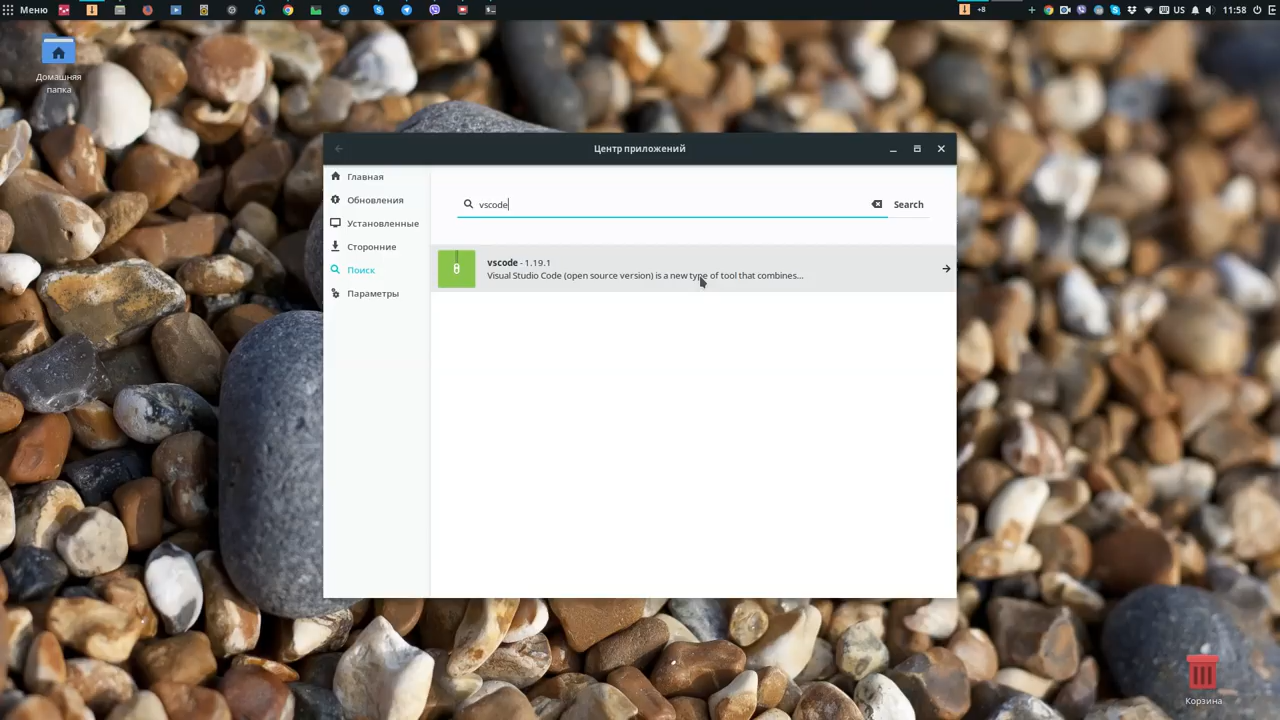 Меню
+8
US
11:58
Домашняя
папка
Центр приложений
Главная
Обновления
Установленные
Сторонние
Поиск
Параметры
vscode
Search
vscode - 1.19.1
Visual Studio Code (open source version) is a new type of tool that combines...
Корзина